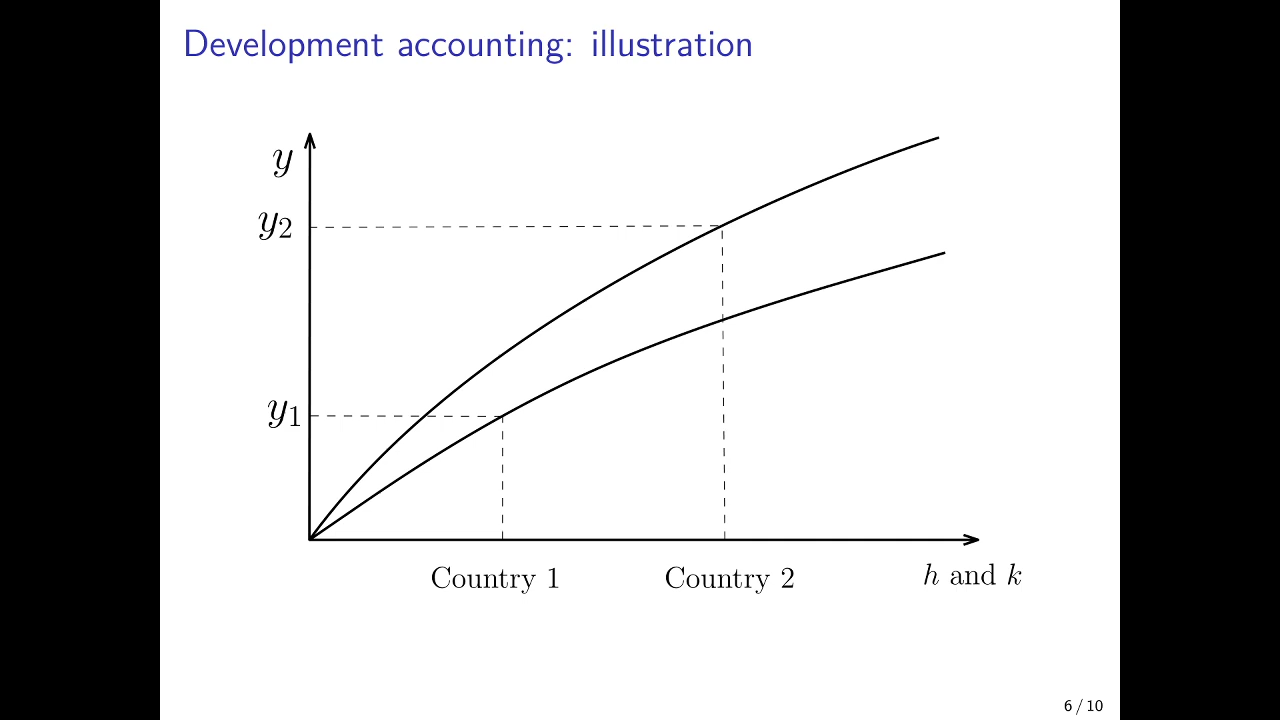 Development accounting: illustration
y
y₂
y₁
Country 1
Country 2
h and k
6 / 10